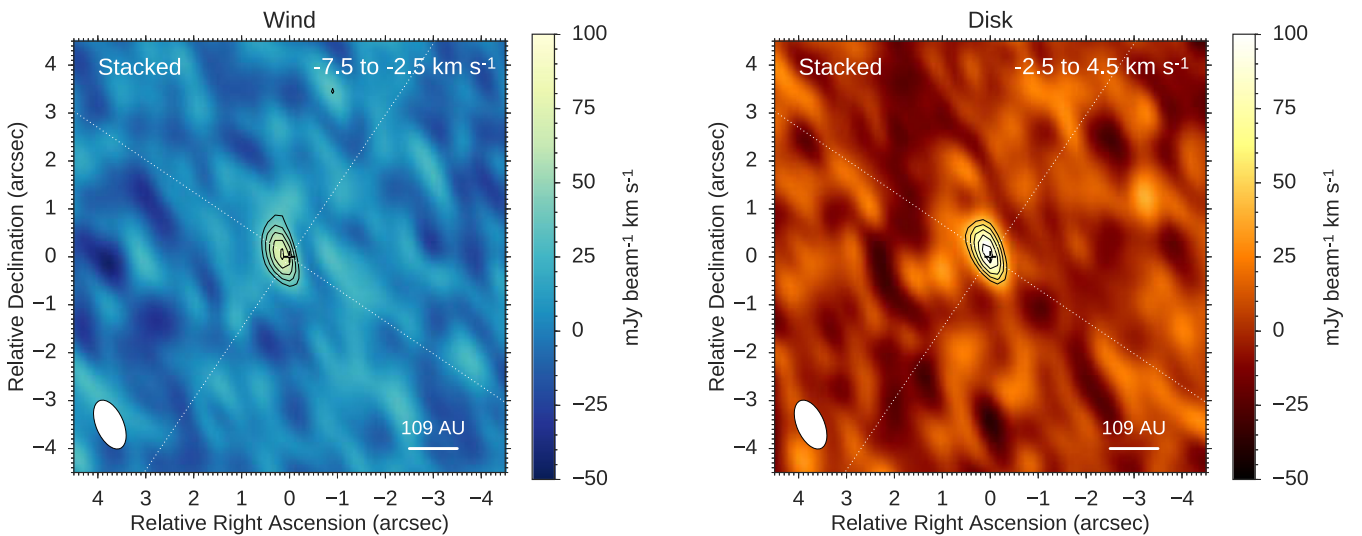 Wind
Stacked
-7.5 to -2.5 km s⁻¹
109 AU
4
3
2
1
0
−1
−2
−3
−4
4 3 2 1 0 −1 −2 −3 −4
Relative Declination (arcsec)
Relative Right Ascension (arcsec)
100
75
50
25
0
−25
−50
mJy beam⁻¹ km s⁻¹
Disk
Stacked
-2.5 to 4.5 km s⁻¹
109 AU
4
3
2
1
0
−1
−2
−3
−4
4 3 2 1 0 −1 −2 −3 −4
Relative Declination (arcsec)
Relative Right Ascension (arcsec)
100
75
50
25
0
−25
−50
mJy beam⁻¹ km s⁻¹